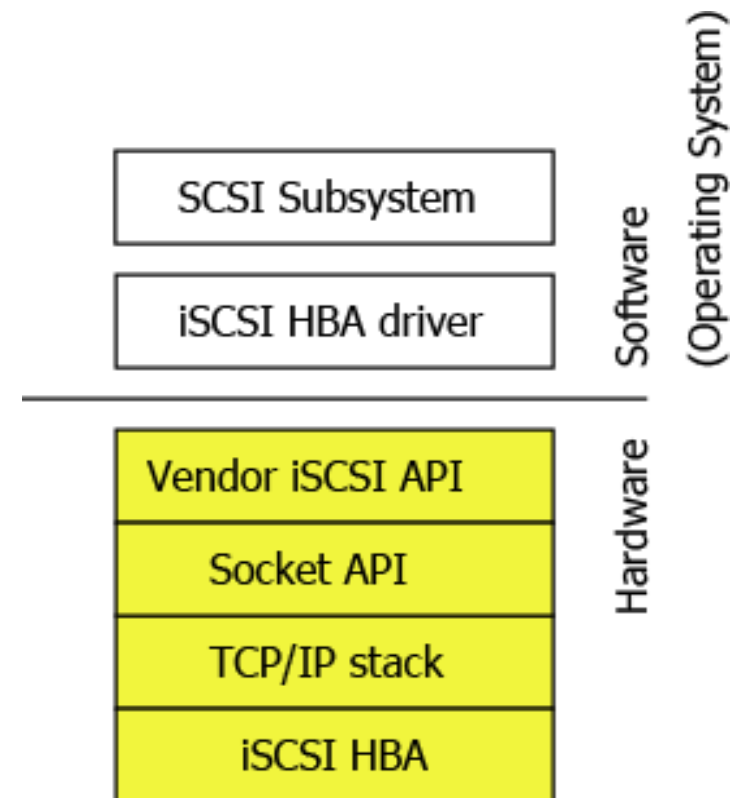 SCSI Subsystem
iSCSI HBA driver
Software
(Operating System)
Vendor iSCSI API
Socket API
TCP/IP stack
iSCSI HBA
Hardware